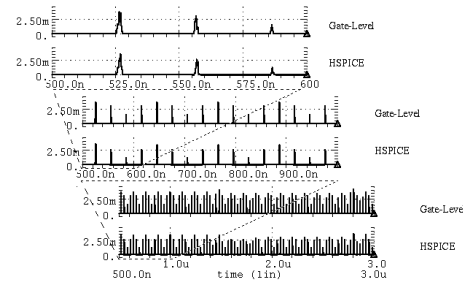 2.50m
0.
Gate-Level
2.50m
0.
HSPICE
500.0n 525.0n 550.0n 575.0n 600
2.50m
0.
Gate-Level
2.50m
0.
HSPICE
500.0n 600.0n 700.0n 800.0n 900.0n
2.50m
0.
Gate-Leve
2.50m
0.
HSPICE
1.0u 2.0u 3.0
500.0n time (lin) 3.0u